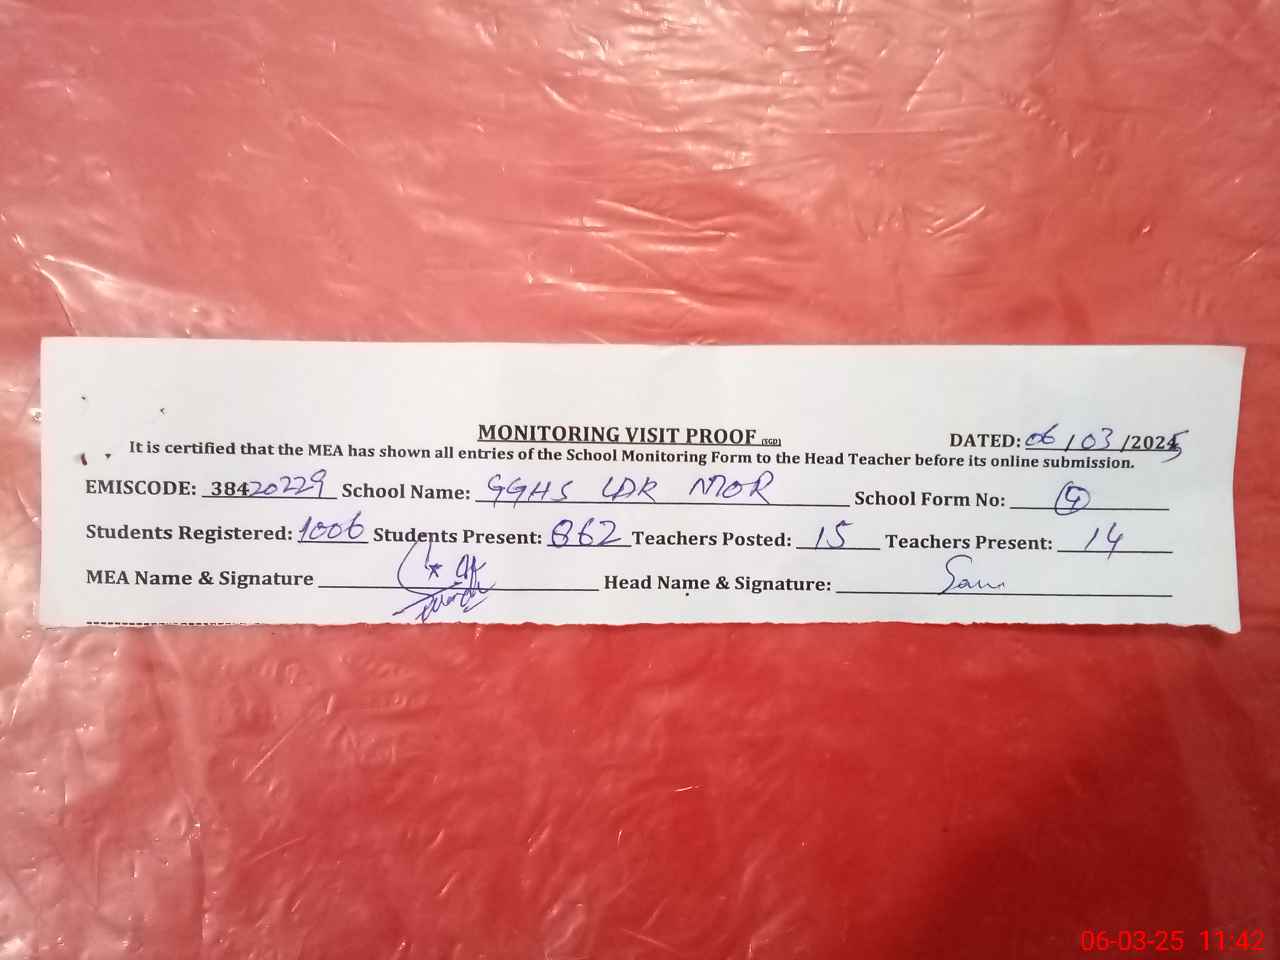 MONITORING VISIT PROOF (SGD)
DATED: 06/03/2025
It is certified that the MEA has shown all entries of the School Monitoring Form to the Head Teacher before its online submission.
EMISCODE: 38420229 School Name: GGHS LDR MOR School Form No: 4
Students Registered: 1006 Students Present: 862 Teachers Posted: 15 Teachers Present: 14
MEA Name & Signature Head Name & Signature:
06-03-25 11:42